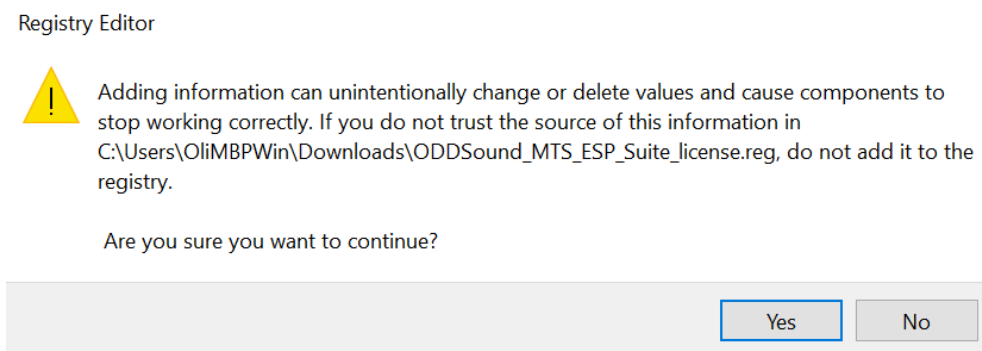 Registry Editor
Adding information can unintentionally change or delete values and cause components to
stop working correctly. If you do not trust the source of this information in
C:\Users\OliMBPWin\Downloads\ODDSound_MTS_ESP_Suite_license.reg, do not add it to the
registry.
Are you sure you want to continue?
Yes No